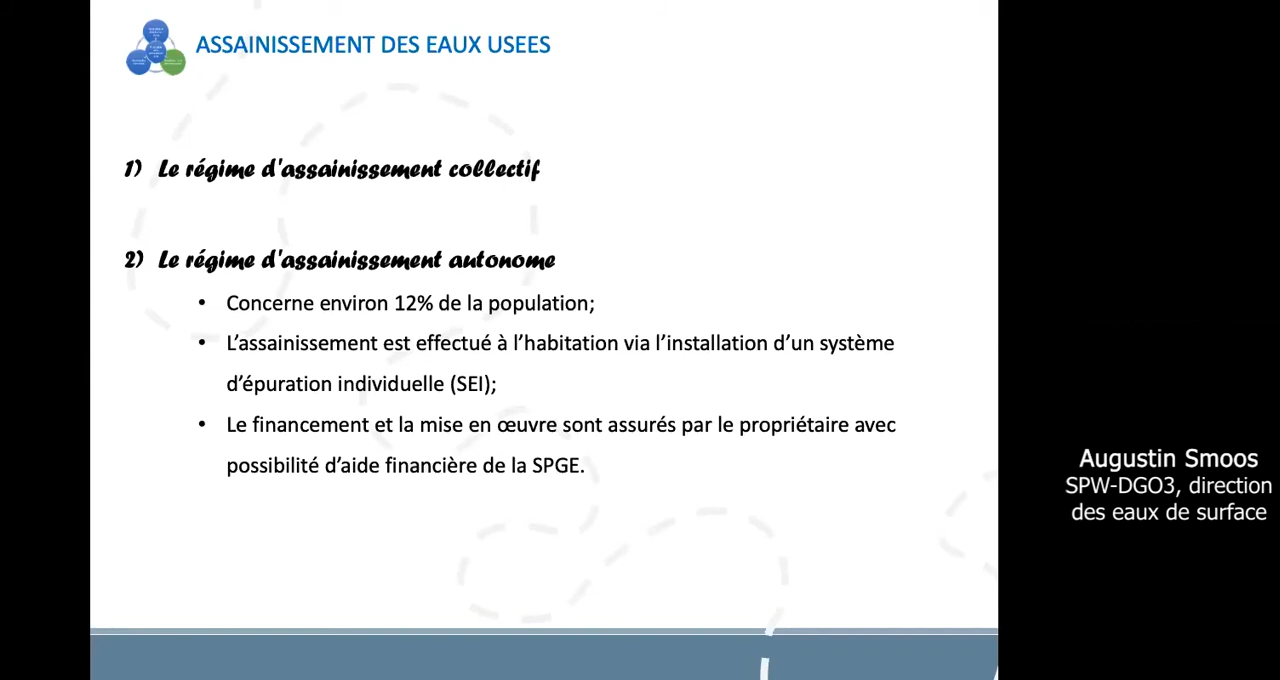 ASSAINISSEMENT DES EAUX USEES
1) Le régime d'assainissement collectif
2) Le régime d'assainissement autonome
• Concerne environ 12% de la population;
• L’assainissement est effectué à l’habitation via l’installation d’un système
d’épuration individuelle (SEI);
• Le financement et la mise en œuvre sont assurés par le propriétaire avec
possibilité d’aide financière de la SPGE.
Augustin Smoos
SPW-DGO3, direction
des eaux de surface